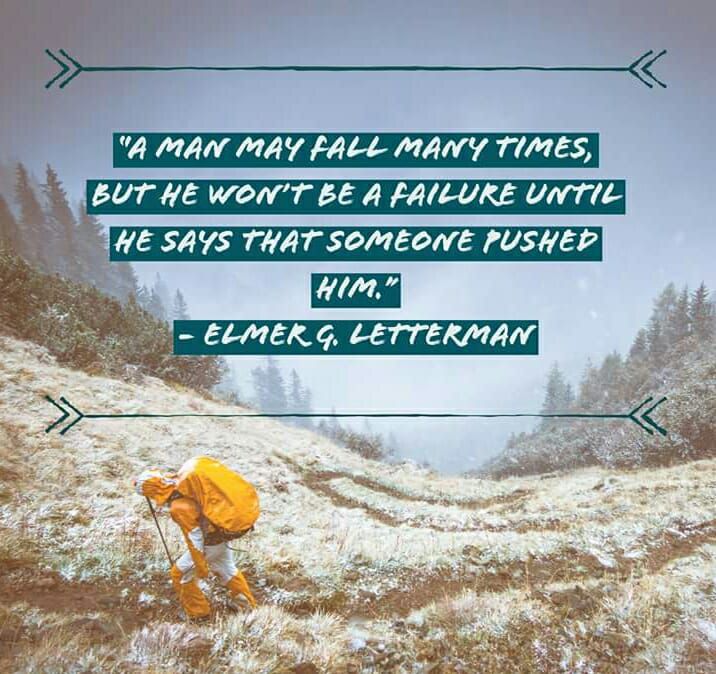 "A MAN MAY FALL MANY TIMES,
BUT HE WON'T BE A FAILURE UNTIL
HE SAYS THAT SOMEONE PUSHED
HIM."
- ELMER G. LETTERMAN